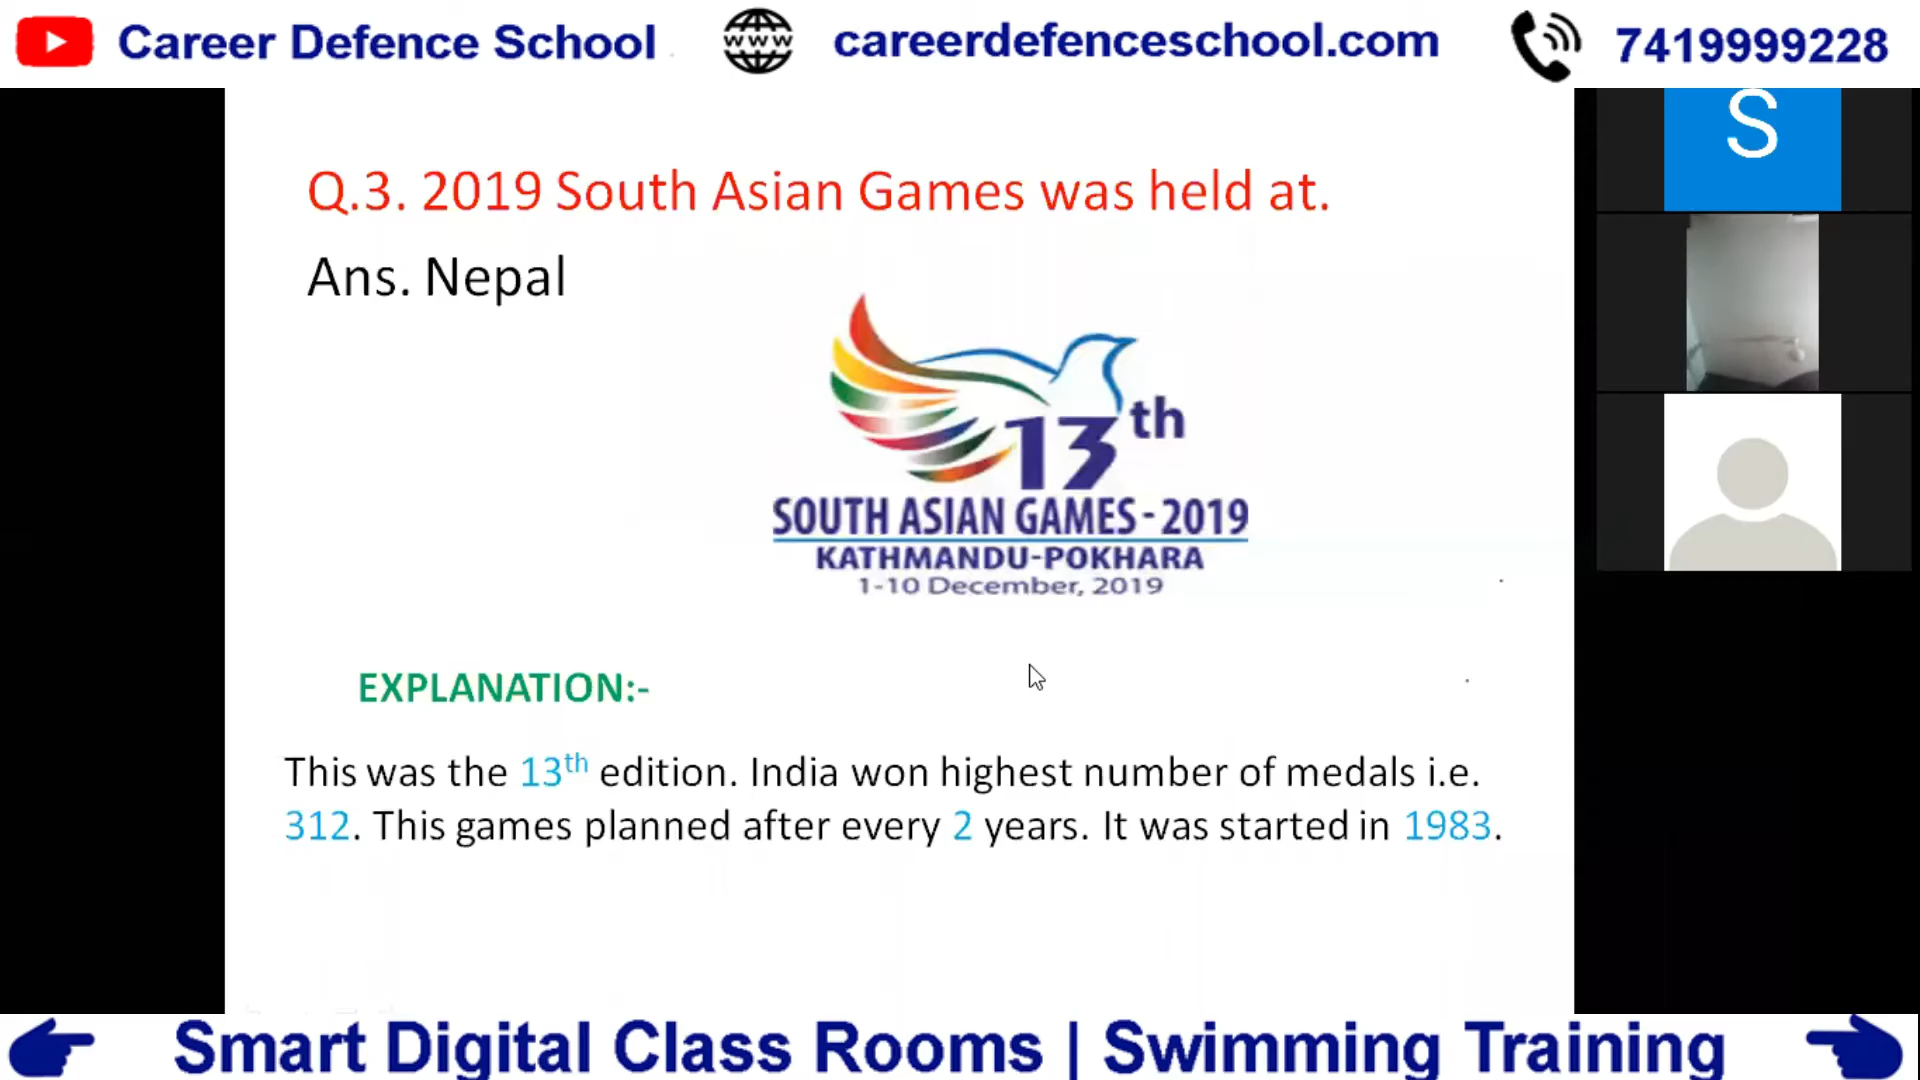 Career Defence School
www
careerdefenceschool.com
7419999228
S
Q.3. 2019 South Asian Games was held at.
Ans. Nepal
13th
SOUTH ASIAN GAMES - 2019
KATHMANDU-POKHARA
1-10 December, 2019
EXPLANATION:-
This was the 13th edition. India won highest number of medals i.e.
312. This games planned after every 2 years. It was started in 1983.
Smart Digital Class Rooms | Swimming Training